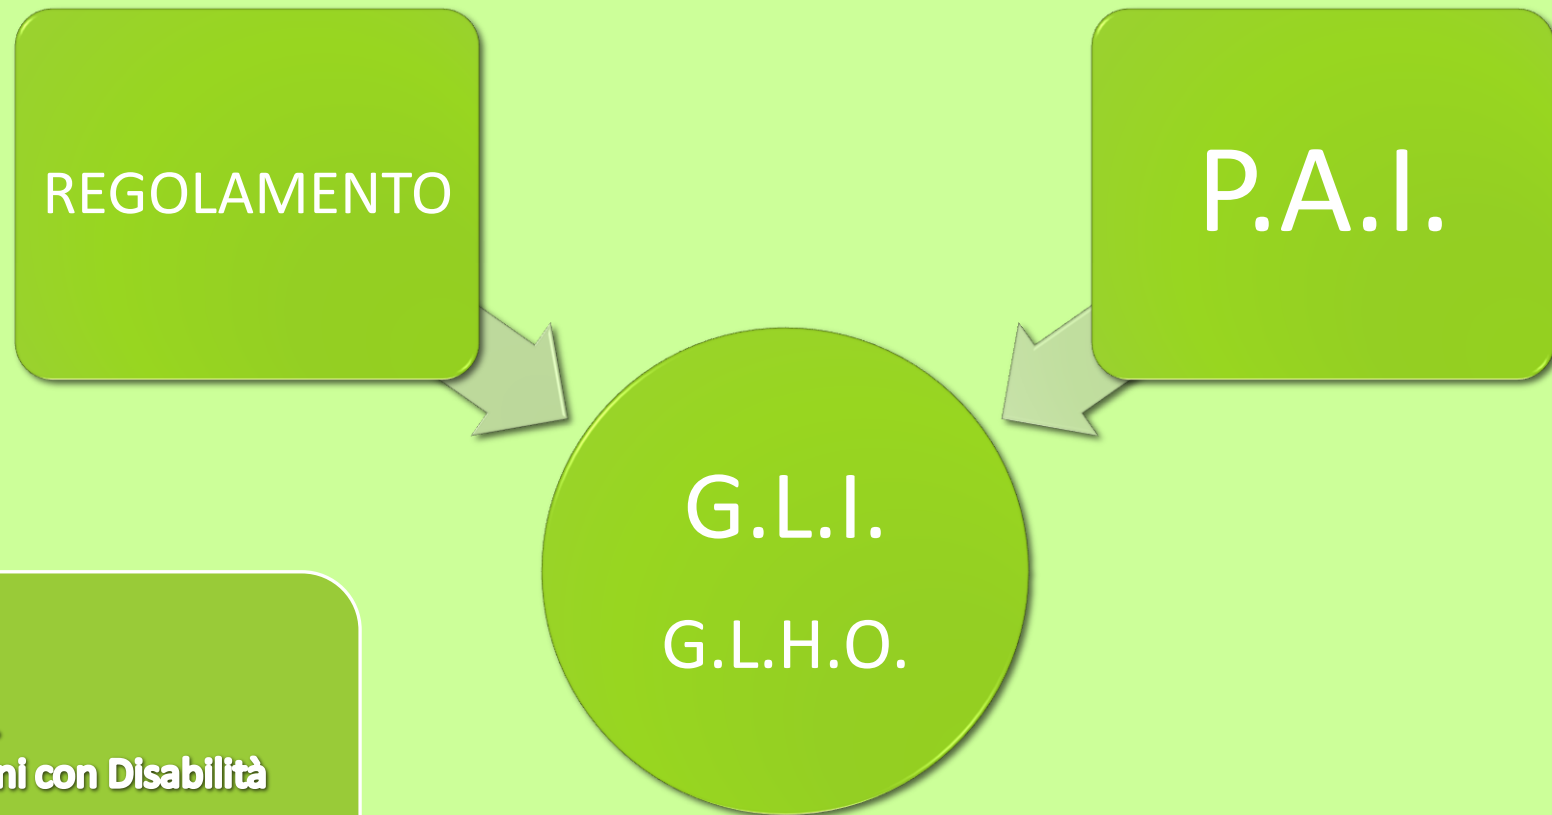 REGOLAMENTO
P.A.I.
G.L.I.
G.L.H.O.
ni con Disabilità